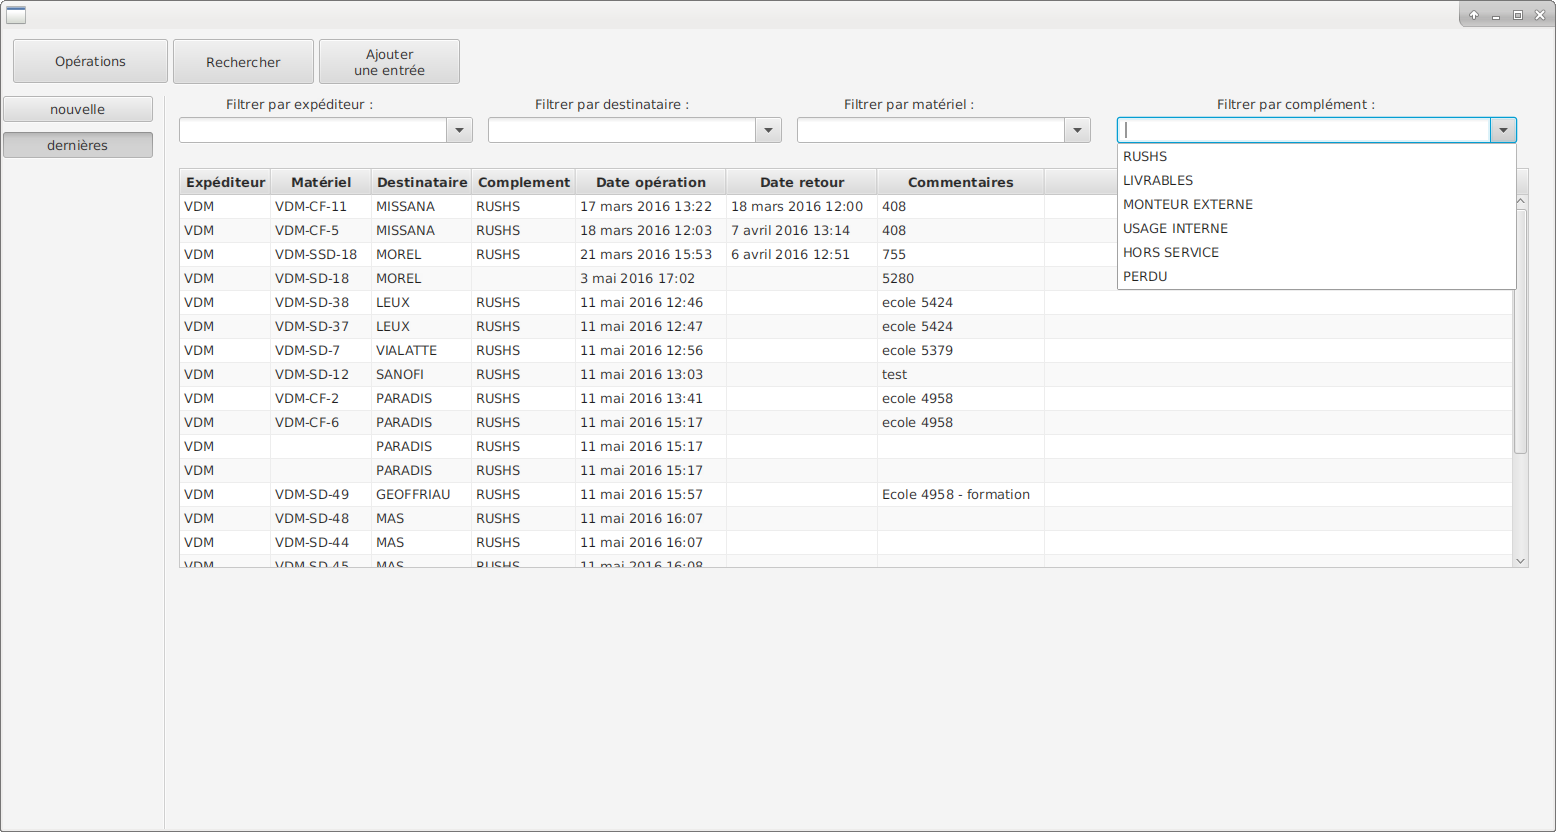 Opérations
Rechercher
Ajouter
une entrée
nouvelle
dernières
Filtrer par expéditeur :
Filtrer par destinataire :
Filtrer par matériel :
Filtrer par complément :
RUSHS
LIVRABLES
MONTEUR EXTERNE
USAGE INTERNE
HORS SERVICE
PERDU
Expéditeur Matériel Destinataire Complement Date opération Date retour Commentaires
VDM VDM-CF-11 MISSANA RUSHS 17 mars 2016 13:22 18 mars 2016 12:00 408
VDM VDM-CF-5 MISSANA RUSHS 18 mars 2016 12:03 7 avril 2016 13:14 408
VDM VDM-SSD-18 MOREL RUSHS 21 mars 2016 15:53 6 avril 2016 12:51 755
VDM VDM-SD-18 MOREL 3 mai 2016 17:02 5280
VDM VDM-SD-38 LEUX RUSHS 11 mai 2016 12:46 ecole 5424
VDM VDM-SD-37 LEUX RUSHS 11 mai 2016 12:47 ecole 5424
VDM VDM-SD-7 VIALATTE RUSHS 11 mai 2016 12:56 ecole 5379
VDM VDM-SD-12 SANOFI RUSHS 11 mai 2016 13:03 test
VDM VDM-CF-2 PARADIS RUSHS 11 mai 2016 13:41 ecole 4958
VDM VDM-CF-6 PARADIS RUSHS 11 mai 2016 15:17 ecole 4958
VDM PARADIS RUSHS 11 mai 2016 15:17
VDM PARADIS RUSHS 11 mai 2016 15:17
VDM VDM-SD-49 GEOFFRIAU RUSHS 11 mai 2016 15:57 Ecole 4958 - formation
VDM VDM-SD-48 MAS RUSHS 11 mai 2016 16:07
VDM VDM-SD-44 MAS RUSHS 11 mai 2016 16:07
VDM VDM-SD-45 MAS RUSHS 11 mai 2016 16:08